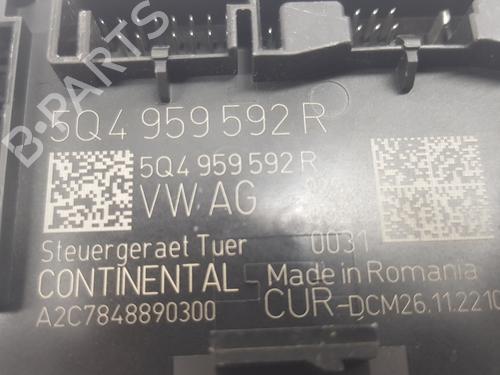 5Q4 959 592 R
5Q4 959 592 R
VW AG
Steuergeraet Tuer 0031
CONTINENTAL Made in Romania
A2C7848890300 CUR-DCM26.11.2210
B-PARTS